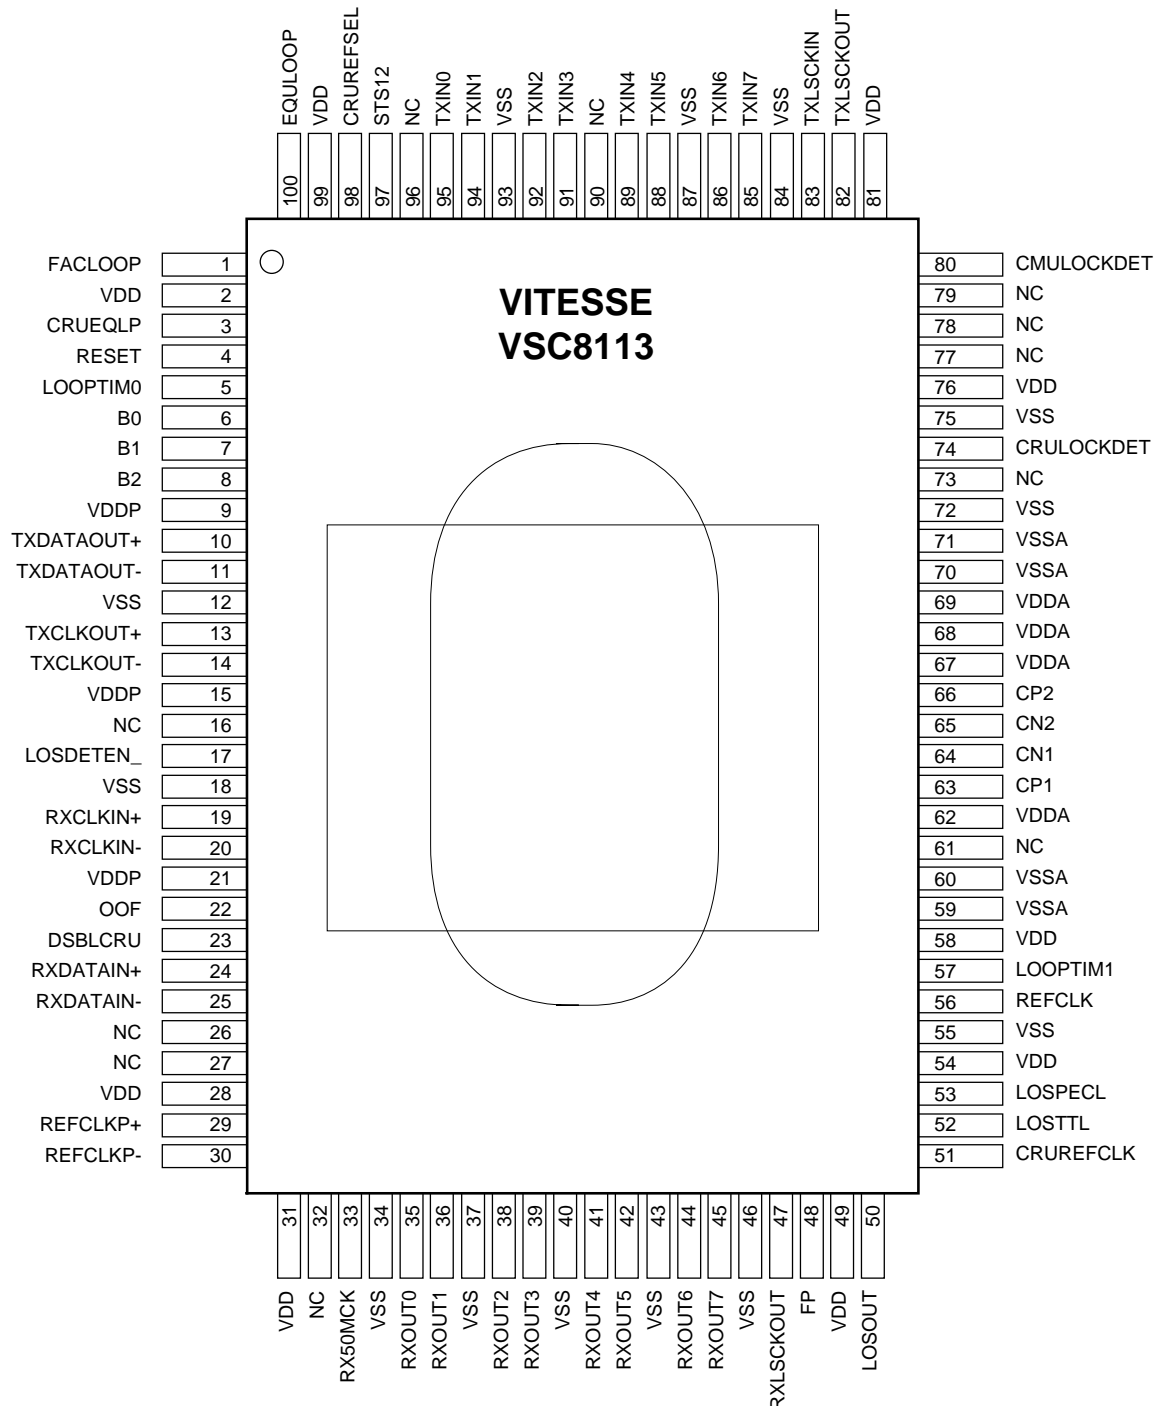 EQULOOP
VDD
CRUREFSEL
STS12
NC
TXIN0
TXIN1
VSS
TXIN2
TXIN3
NC
TXIN4
TXIN5
VSS
TXIN6
TXIN7
VSS
TXLSCKIN
TXLSCKOUT
VDD
100
99
98
97
96
95
94
93
92
91
90
89
88
87
86
85
84
83
82
81
VITESSE
VSC8113
FACLOOP 1
VDD 2
CRUEQLP 3
RESET 4
LOOPTIM0 5
B0 6
B1 7
B2 8
VDDP 9
TXDATAOUT+ 10
TXDATAOUT- 11
VSS 12
TXCLKOUT+ 13
TXCLKOUT- 14
VDDP 15
NC 16
LOSDETEN_ 17
VSS 18
RXCLKIN+ 19
RXCLKIN- 20
VDDP 21
OOF 22
DSBLCRU 23
RXDATAIN+ 24
RXDATAIN- 25
NC 26
NC 27
VDD 28
REFCLKP+ 29
REFCLKP- 30
80 CMULOCKDET
79 NC
78 NC
77 NC
76 VDD
75 VSS
74 CRULOCKDET
73 NC
72 VSS
71 VSSA
70 VSSA
69 VDDA
68 VDDA
67 VDDA
66 CP2
65 CN2
64 CN1
63 CP1
62 VDDA
61 NC
60 VSSA
59 VSSA
58 VDD
57 LOOPTIM1
56 REFCLK
55 VSS
54 VDD
53 LOSPECL
52 LOSTTL
51 CRUREFCLK
31
32
33
34
35
36
37
38
39
40
41
42
43
44
45
46
47
48
49
50
VDD
NC
RX50MCK
VSS
RXOUT0
RXOUT1
VSS
RXOUT2
RXOUT3
VSS
RXOUT4
RXOUT5
VSS
RXOUT6
RXOUT7
VSS
RXLSCKOUT
FP
VDD
LOSOUT